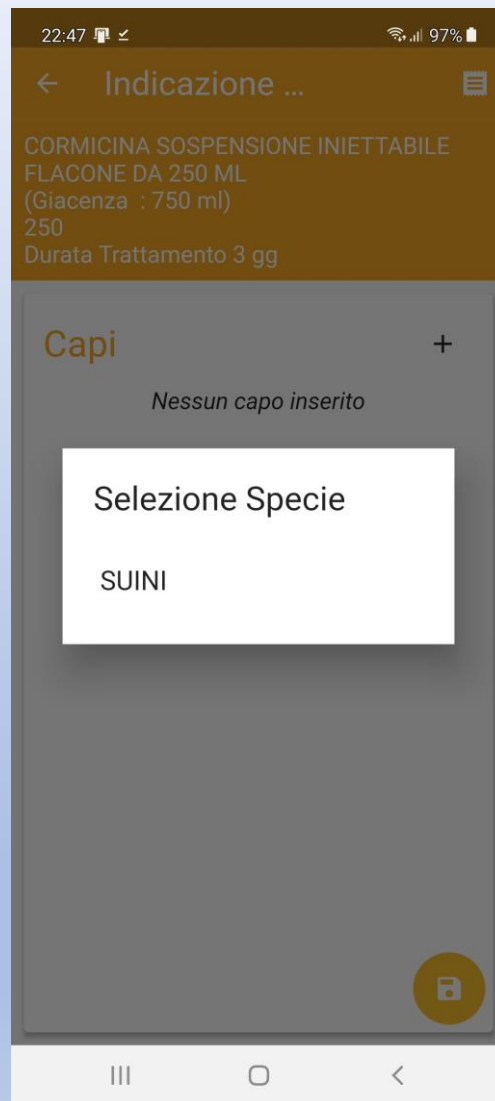 22:47 97%
Indicazione ...
CORMICINA SOSPENSIONE INIETTABILE
FLACONE DA 250 ML
(Giacenza : 750 ml)
250
Durata Trattamento 3 gg
Capi +
Nessun capo inserito
Selezione Specie
SUINI